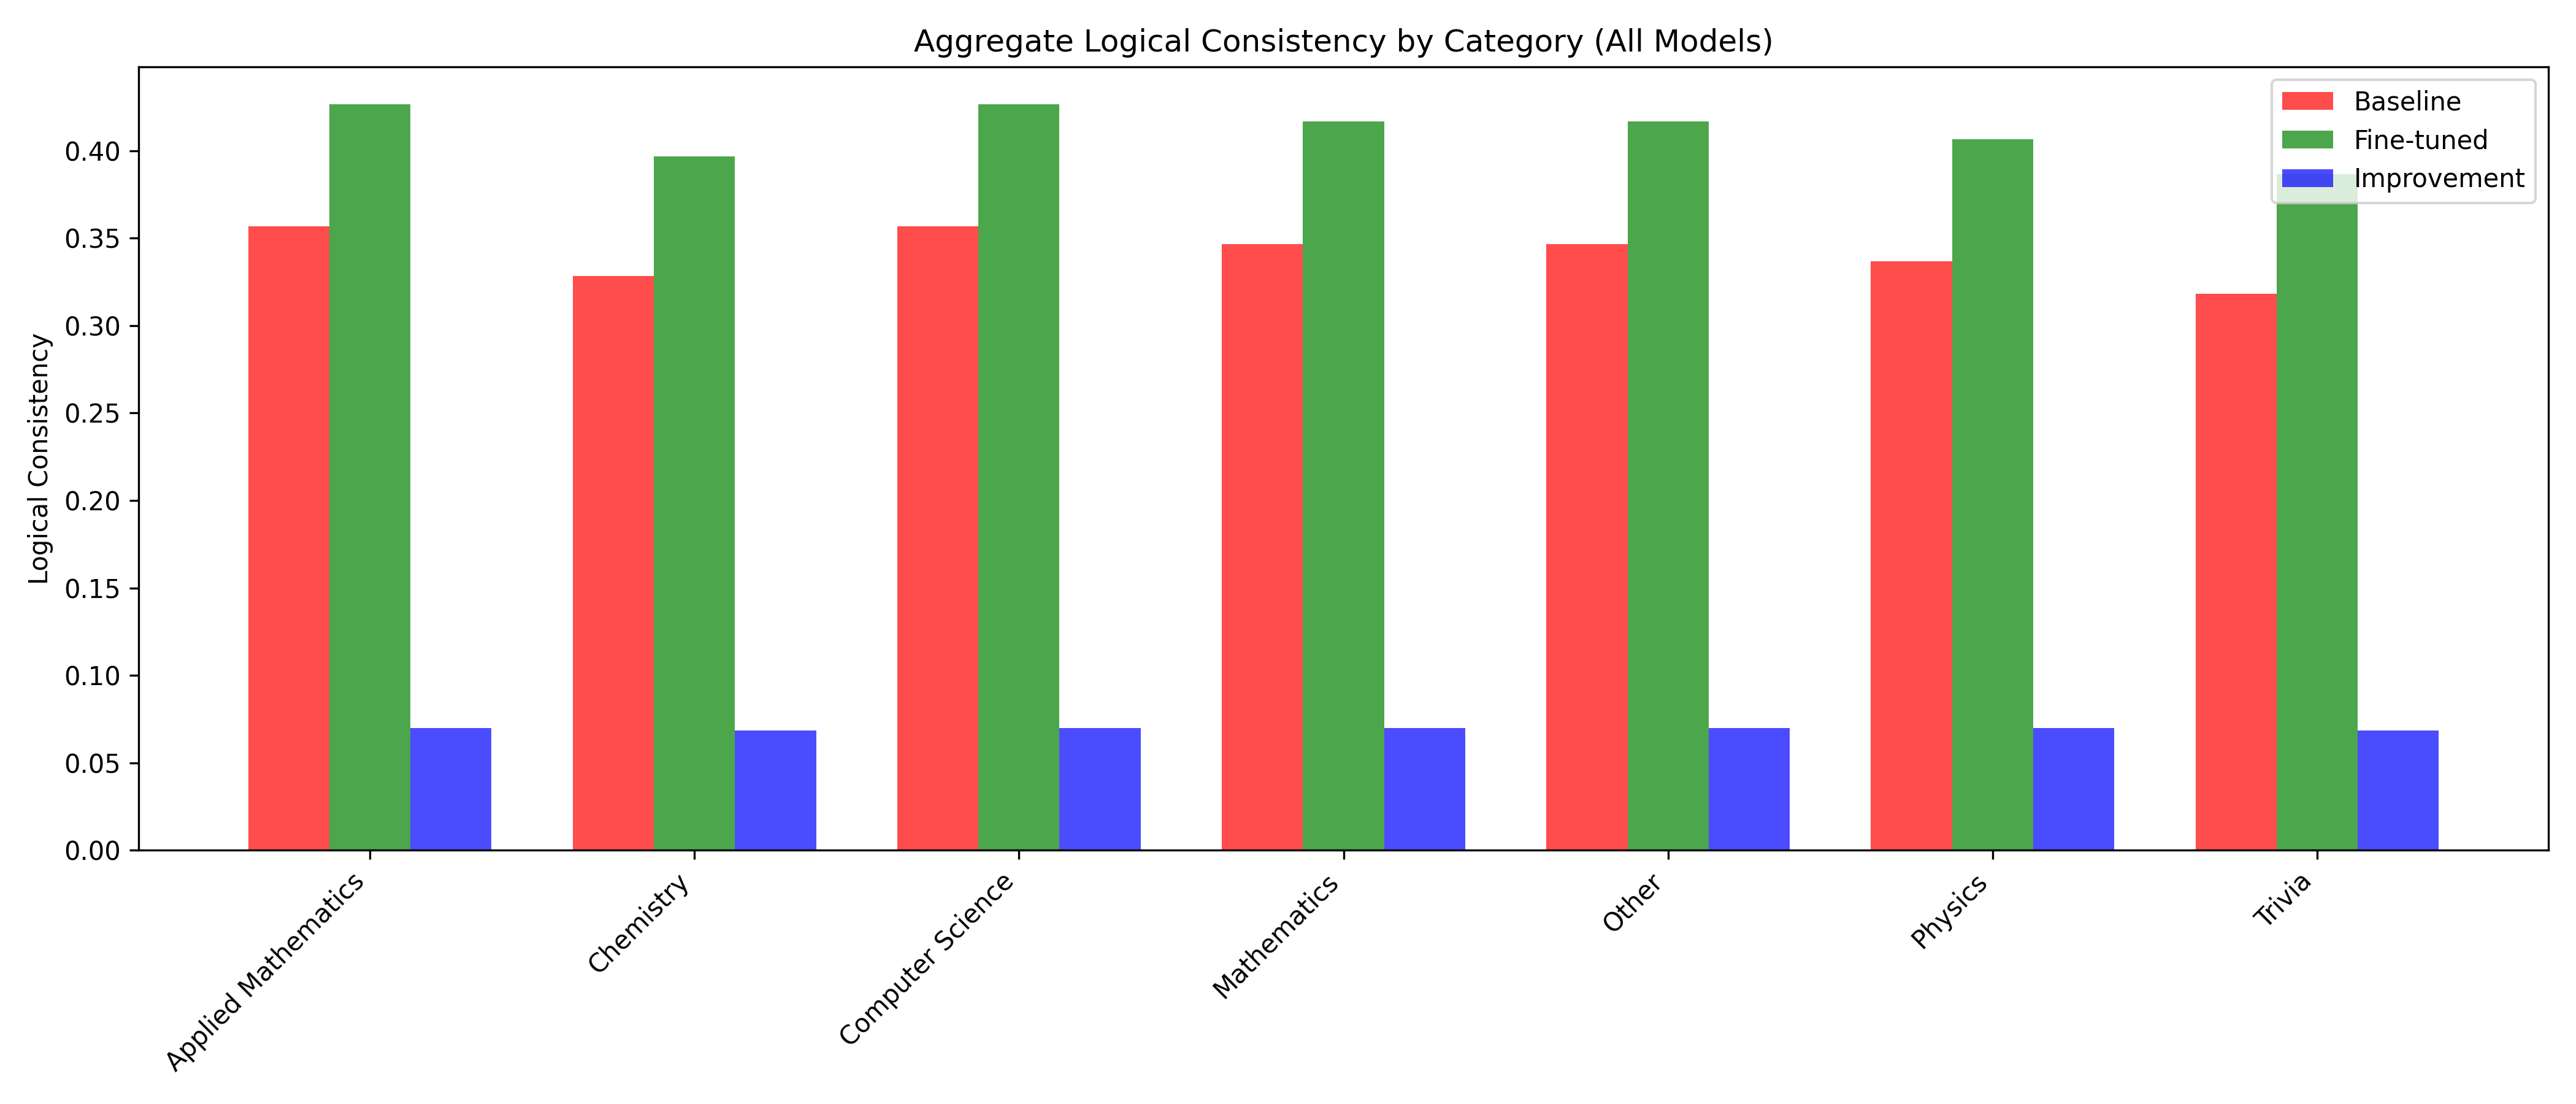 Aggregate Logical Consistency by Category (All Models)
Baseline
Fine-tuned
Improvement
Logical Consistency
0.40
0.35
0.30
0.25
0.20
0.15
0.10
0.05
0.00
Applied Mathematics
Chemistry
Computer Science
Mathematics
Other
Physics
Trivia